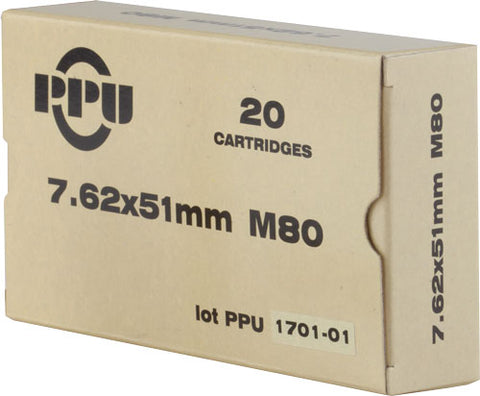 PPU
20
CARTRIDGES
7.62x51mm M80
lot PPU 1701-01
7.62x51mm M80